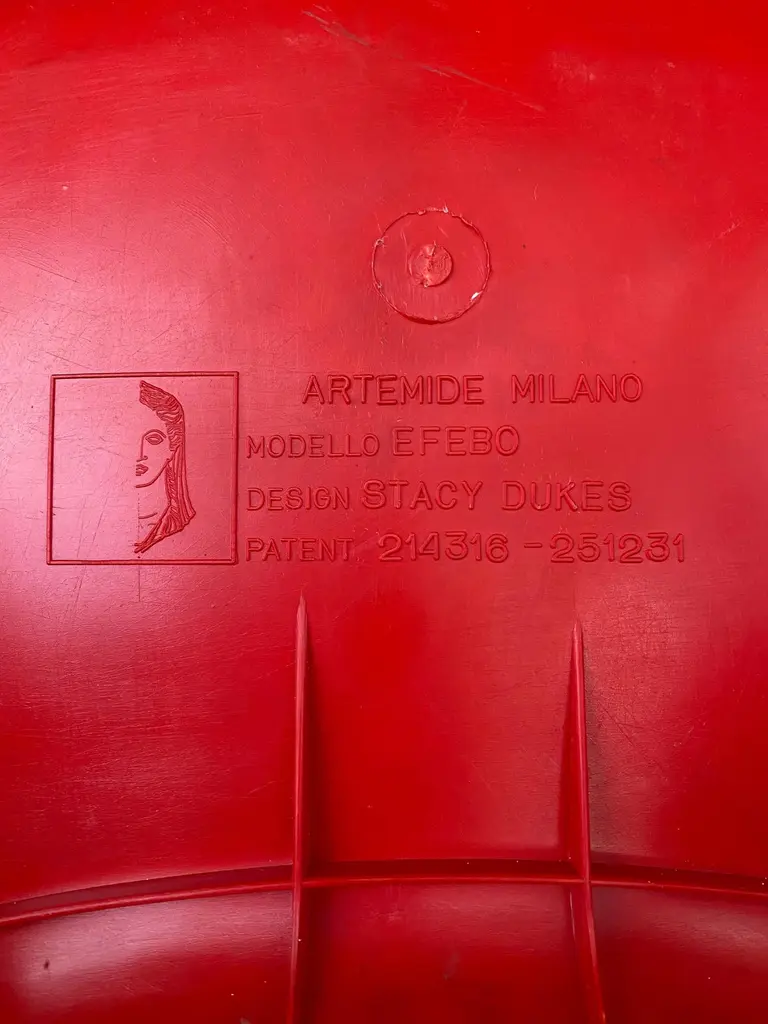 ARTEMIDE MILANO
MODELLO EFEBO
DESIGN STACY DUKES
PATENT 214316 - 251231